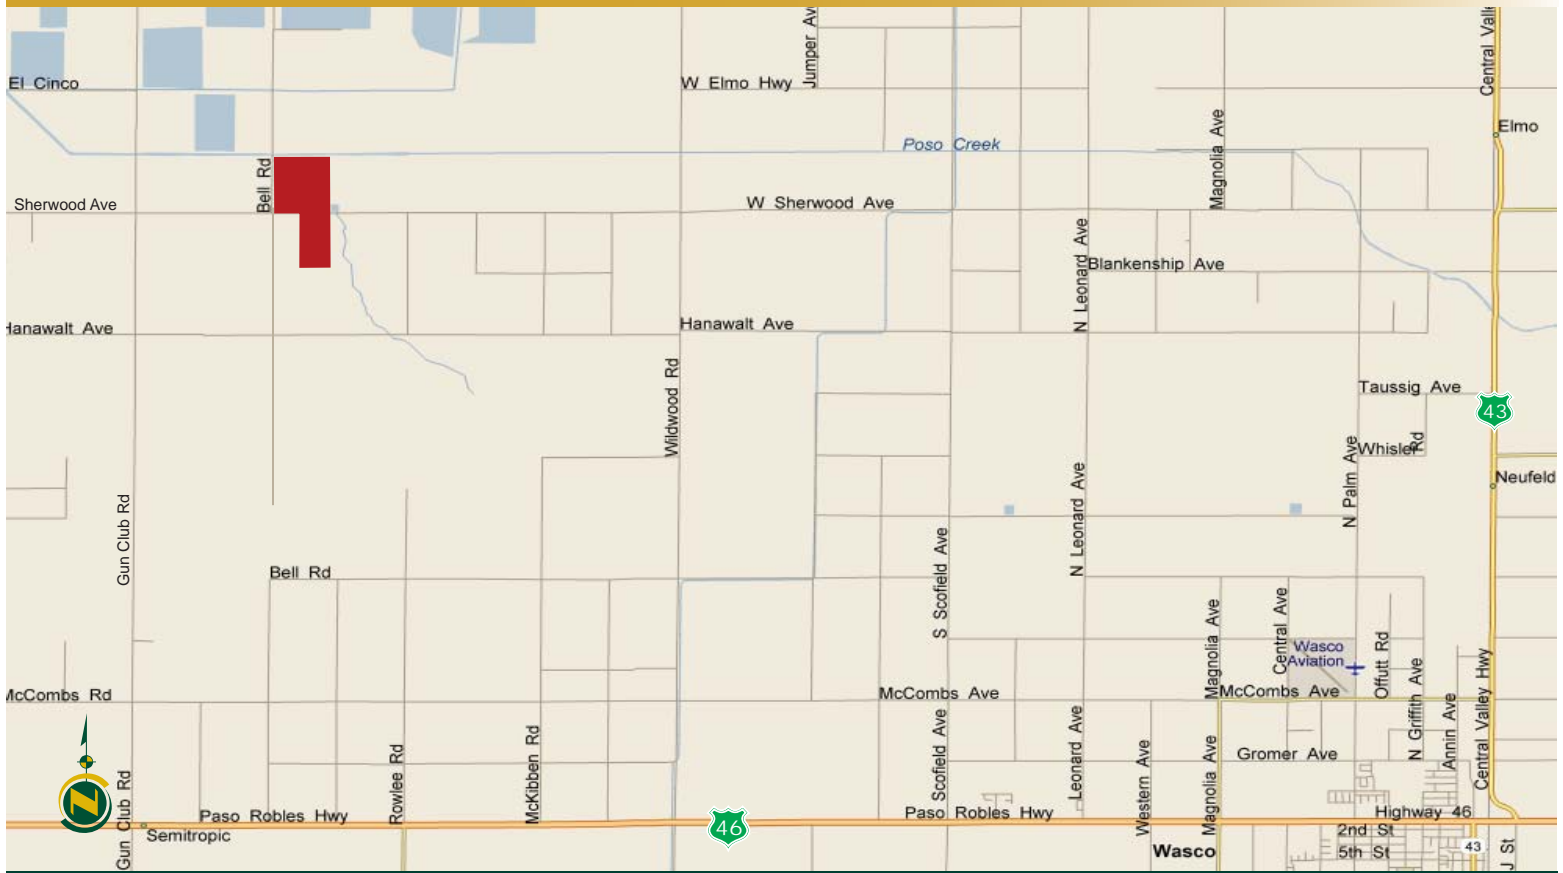 Jumper Av
Central Vall
El Cinco
W Elmo Hwy
Elmo
Magnolia Ave
Poso Creek
Bell Rd
Sherwood Ave
W Sherwood Ave
N Leonard Ave
Blankenship Ave
Hanawalt Ave
Hanawalt Ave
Wildwood Rd
Taussig Ave
43
Whisler
Rd
N Palm Ave
Neufeld
Gun Club Rd
N Leonard Ave
S Scofield Ave
Bell Rd
Magnolia Ave
Central Ave
Wasco
Aviation
Offutt Rd
N Griffith Ave
Central Valley Hwy
McCombs Rd
McCombs Ave
McCombs Ave
Annin Ave
Scofield Ave
Leonard Ave
Western Ave
Magnolia Ave
Gromer Ave
Rowlee Rd
McKibben Rd
Gun Club Rd
N
Paso Robles Hwy
Paso Robles Hwy
Highway 46
46
Semitropic
2nd St
Wasco
5th St
43
J St